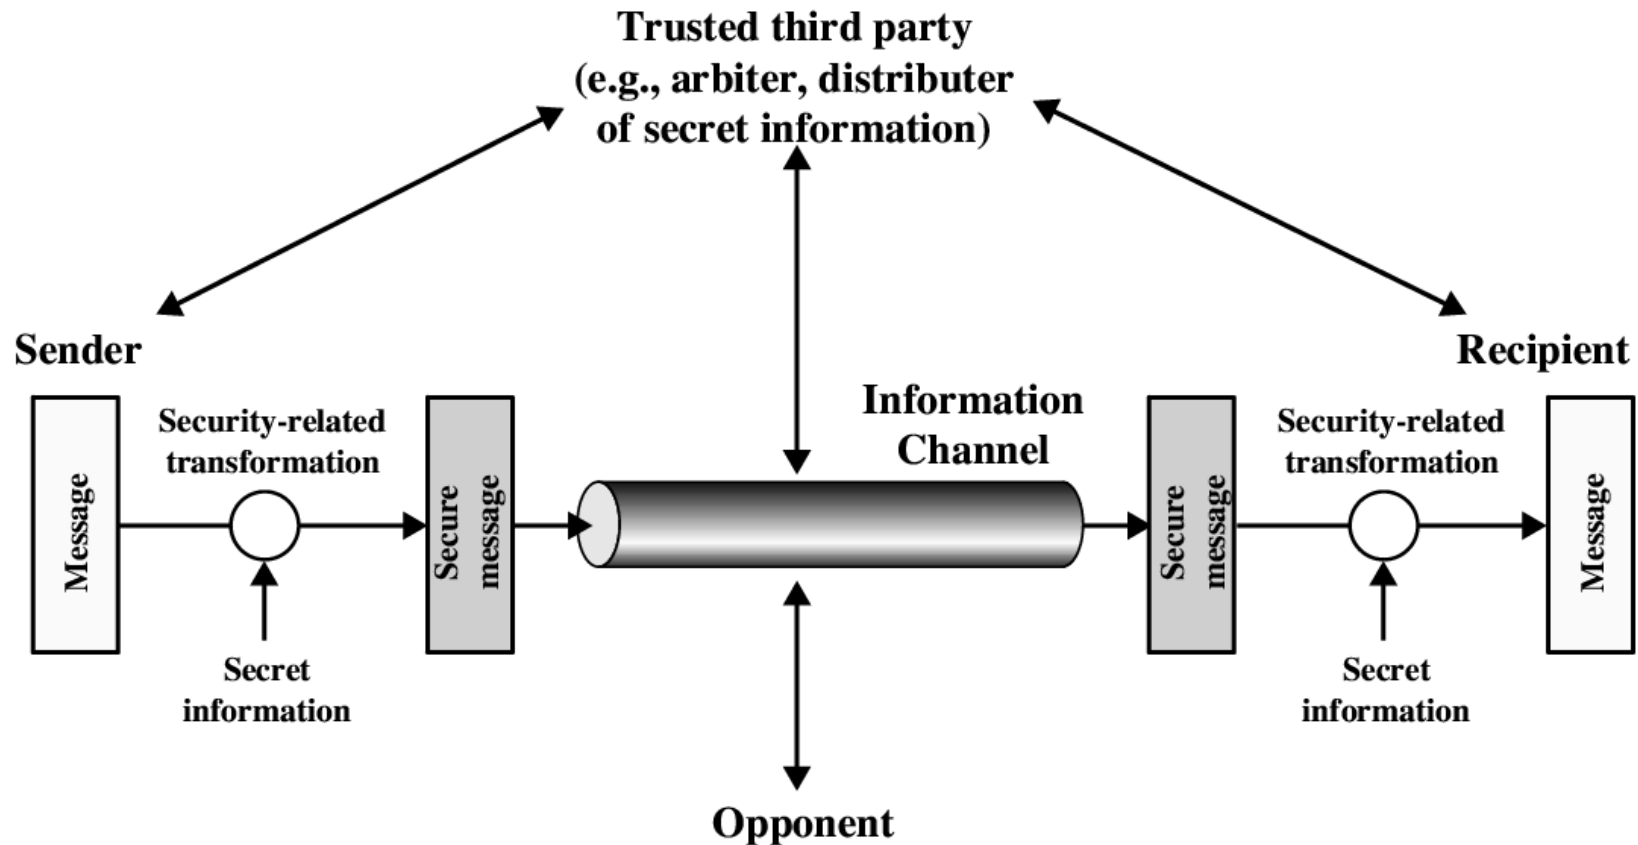 Trusted third party
(e.g., arbiter, distributer
of secret information)
Sender
Recipient
Information
Channel
Security-related
transformation
Security-related
transformation
Message
Secure
message
Secure
message
Message
Secret
information
Secret
information
Opponent